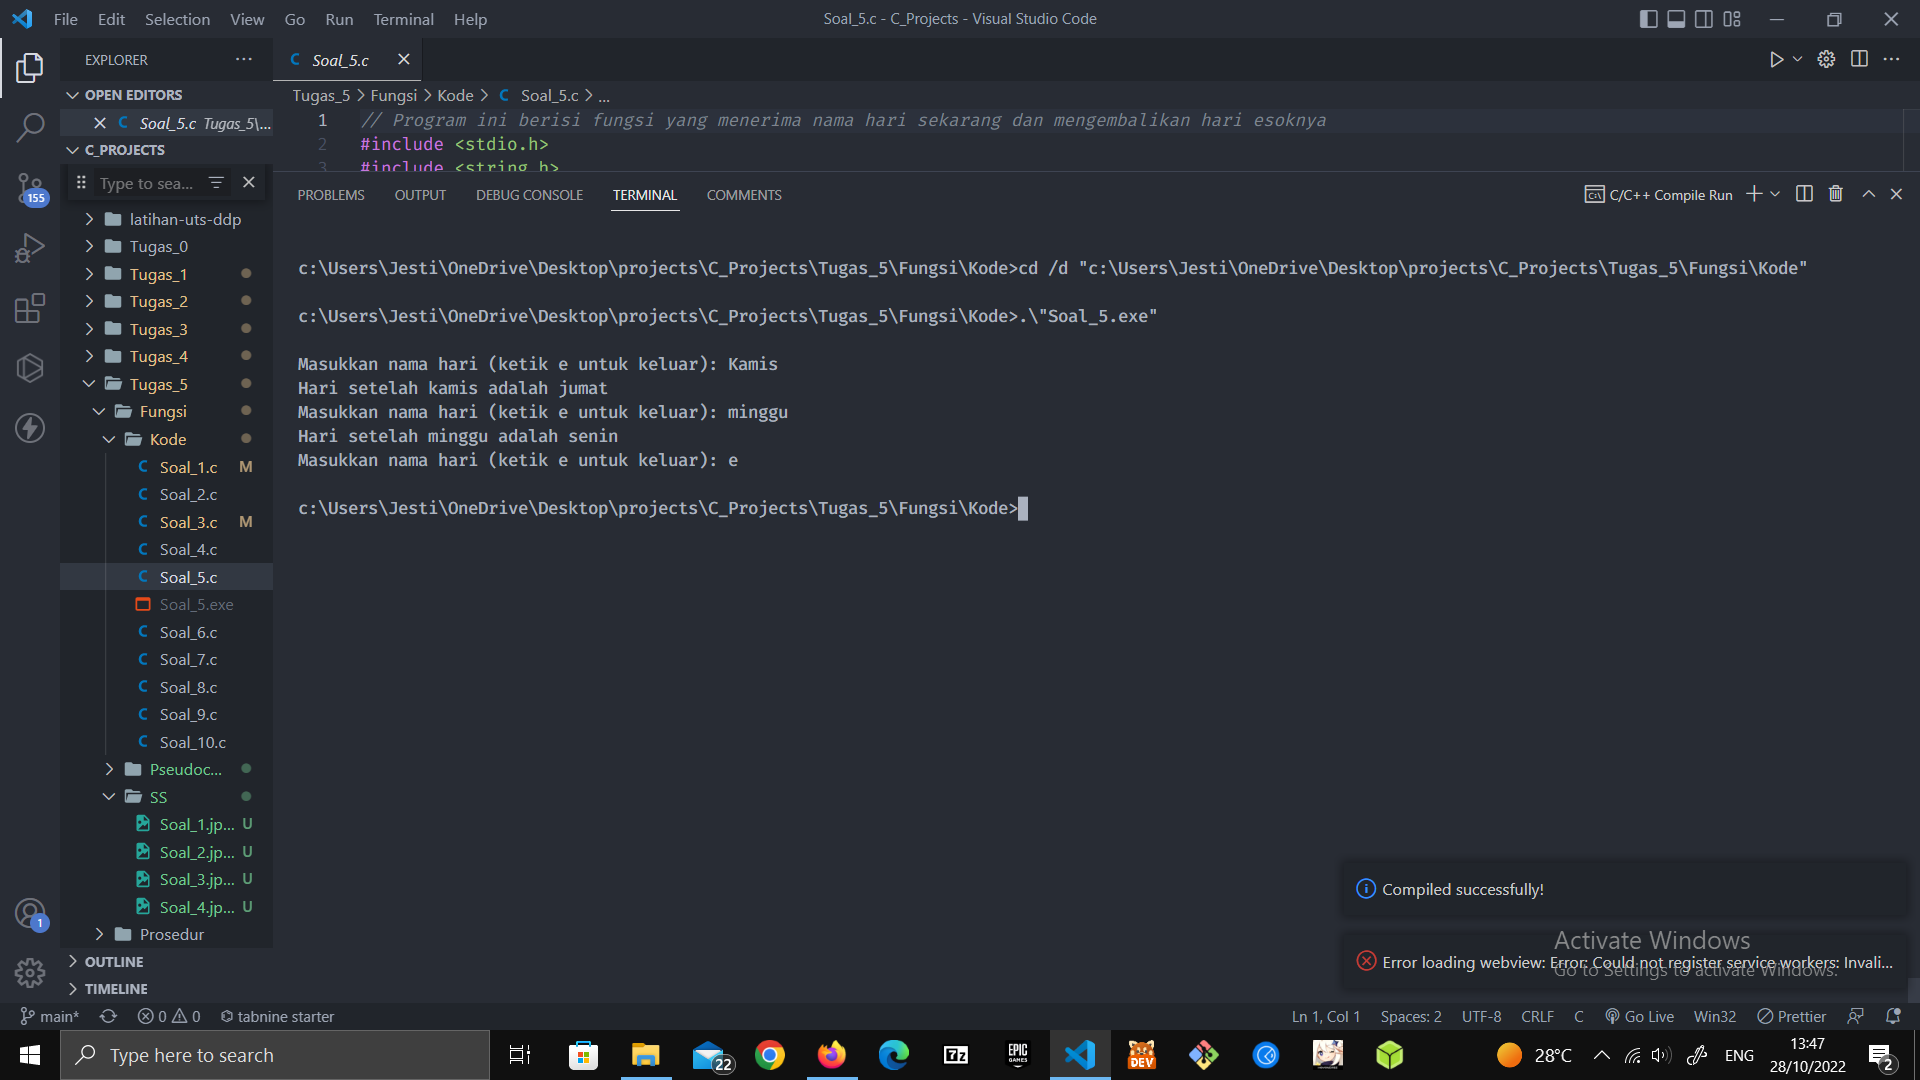 File Edit Selection View Go Run Terminal Help
Soal_5.c - C_Projects - Visual Studio Code
EXPLORER
OPEN EDITORS
Soal_5.c Tugas_5\...
C_PROJECTS
Type to sea...
latihan-uts-ddp
Tugas_0
Tugas_1
Tugas_2
Tugas_3
Tugas_4
Tugas_5
Fungsi
Kode
Soal_1.c M
Soal_2.c
Soal_3.c M
Soal_4.c
Soal_5.c
Soal_5.exe
Soal_6.c
Soal_7.c
Soal_8.c
Soal_9.c
Soal_10.c
Pseudoc...
SS
Soal_1.jp... U
Soal_2.jp... U
Soal_3.jp... U
Soal_4.jp... U
Prosedur
OUTLINE
TIMELINE
155
1
Soal_5.c
Tugas_5 > Fungsi > Kode > C Soal_5.c > ...
1 // Program ini berisi fungsi yang menerima nama hari sekarang dan mengembalikan hari esoknya
2 #include <stdio.h>
3 #include <string.h>
PROBLEMS OUTPUT DEBUG CONSOLE TERMINAL COMMENTS
C/C++ Compile Run
c:\Users\Jesti\OneDrive\Desktop\projects\C_Projects\Tugas_5\Fungsi\Kode>cd /d "c:\Users\Jesti\OneDrive\Desktop\projects\C_Projects\Tugas_5\Fungsi\Kode"
c:\Users\Jesti\OneDrive\Desktop\projects\C_Projects\Tugas_5\Fungsi\Kode>.\"Soal_5.exe"
Masukkan nama hari (ketik e untuk keluar): Kamis
Hari setelah kamis adalah jumat
Masukkan nama hari (ketik e untuk keluar): minggu
Hari setelah minggu adalah senin
Masukkan nama hari (ketik e untuk keluar): e
c:\Users\Jesti\OneDrive\Desktop\projects\C_Projects\Tugas_5\Fungsi\Kode>
Compiled successfully!
Activate Windows
Go to Settings to activate Windows.
Error loading webview: Error: Could not register service workers: Invali...
main* 0 0 tabnine starter
Ln 1, Col 1 Spaces: 2 UTF-8 CRLF C Go Live Win32 Prettier
Type here to search
22
7z
EPIC GAMES
DEV
28°C
ENG
13:47
28/10/2022
2